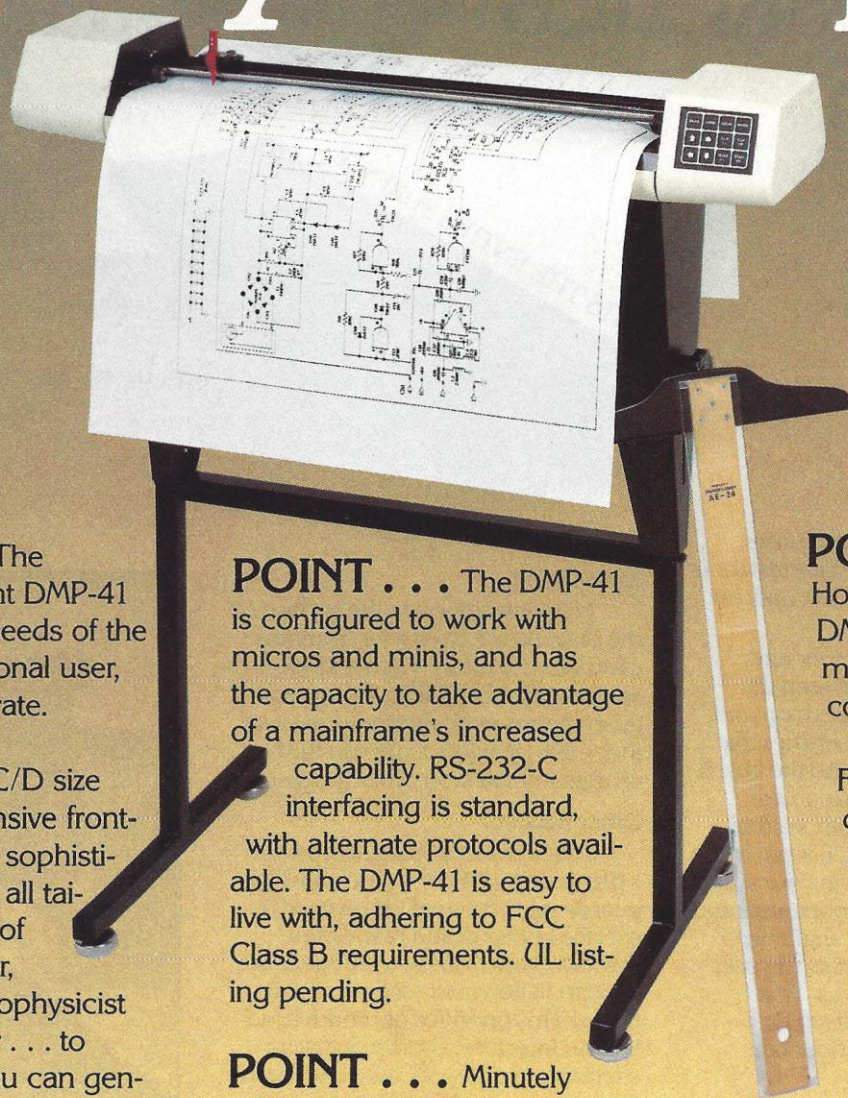 The
nt DMP-41
eeds of the
onal user,
rate.
C/D size
nsive front-
sophisti-
all tai-
of
r,
ophysicist
. . . to
u can gen-
POINT . . . The DMP-41
is configured to work with
micros and minis, and has
the capacity to take advantage
of a mainframe's increased
capability. RS-232-C
interfacing is standard,
with alternate protocols avail-
able. The DMP-41 is easy to
live with, adhering to FCC
Class B requirements. UL list-
ing pending.
POINT . . . Minutely
AE-24
PO
Ho
DM
m
co
F
c